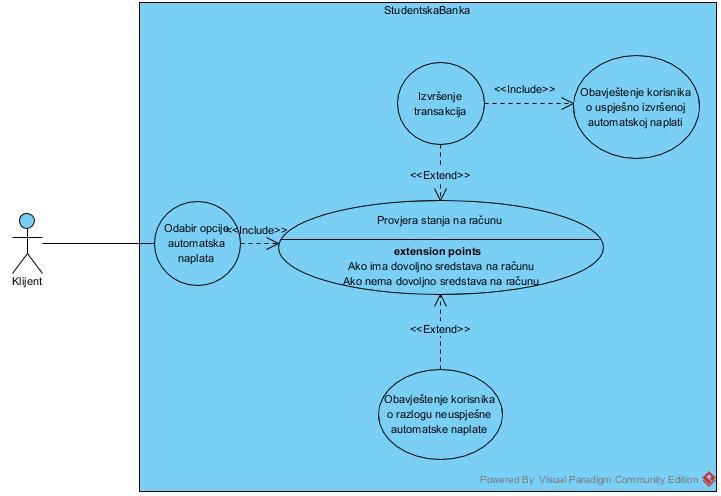 StudentskaBanka
Izvršenje
transakcija
<<Include>>
Obavještenje korisnika
o uspješno izvršenoj
automatskoj naplati
<<Extend>>
Klijent
Odabir opcije
automatska
naplata
<<Include>>
Provjera stanja na računu
extension points
Ako ima dovoljno sredstava na računu
Ako nema dovoljno sredstava na računu
<<Extend>>
Obavještenje korisnika
o razlogu neuspješne
automatske naplate
Powered By Visual Paradigm Community Edition